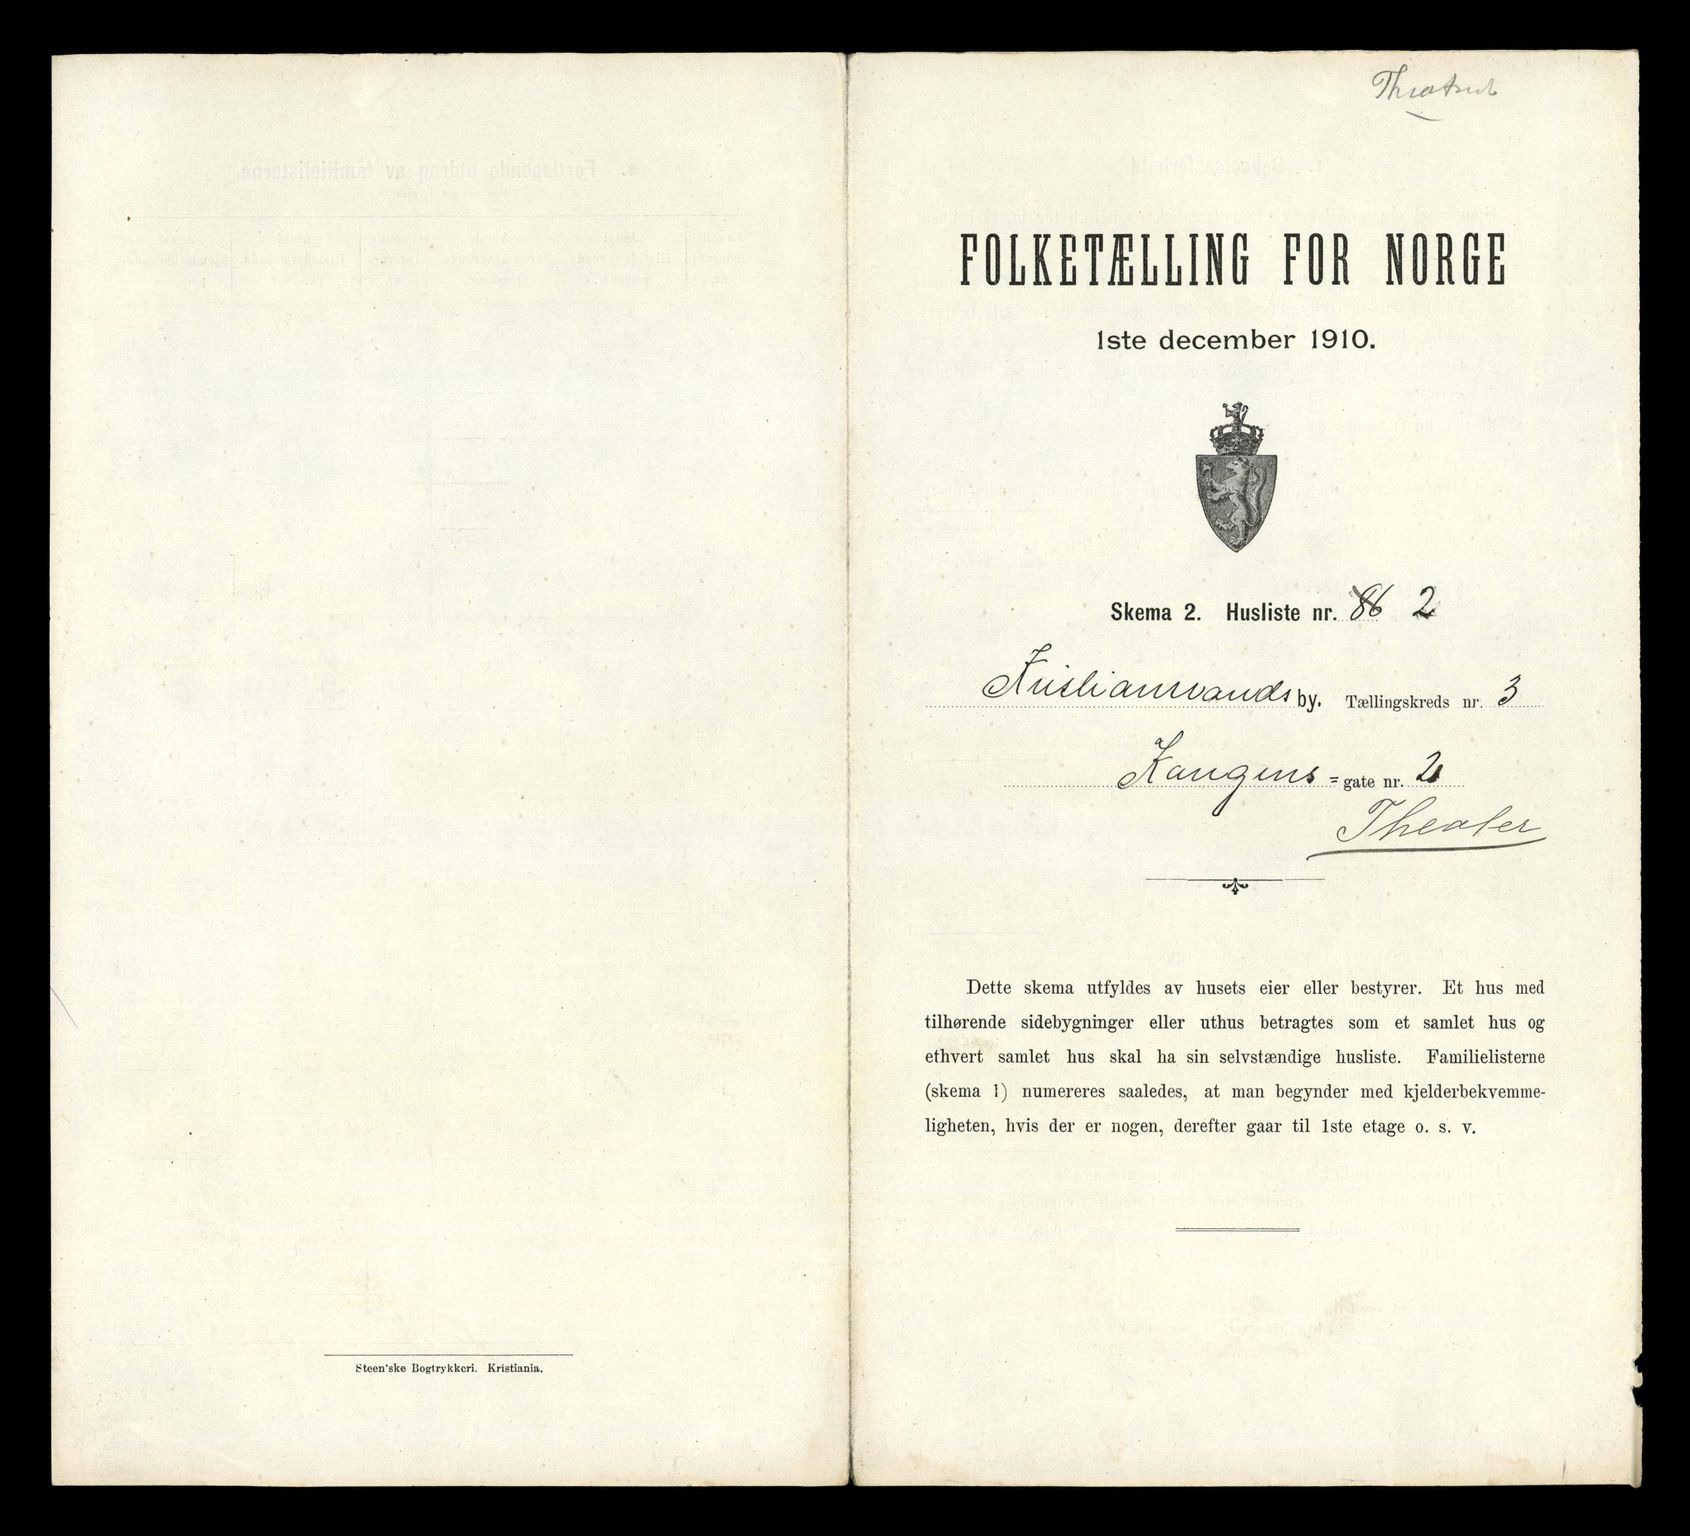 Theatret
FOLKETÆLLING FOR NORGE
1ste december 1910.
Skema 2. Husliste nr. 86 2
Kristiansands by. Tællingskreds nr. 3
Kongens = gate nr. 2
Theater
Dette skema utfyldes av husets eier eller bestyrer. Et hus med
tilhørende sidebygninger eller uthus betragtes som et samlet hus og
ethvert samlet hus skal ha sin selvstændige husliste. Familielisterne
(skema 1) numereres saaledes, at man begynder med kjelderbekvemme-
ligheten, hvis der er nogen, derefter gaar til 1ste etage o. s. v.
Steen'ske Bogtrykkeri. Kristiania.